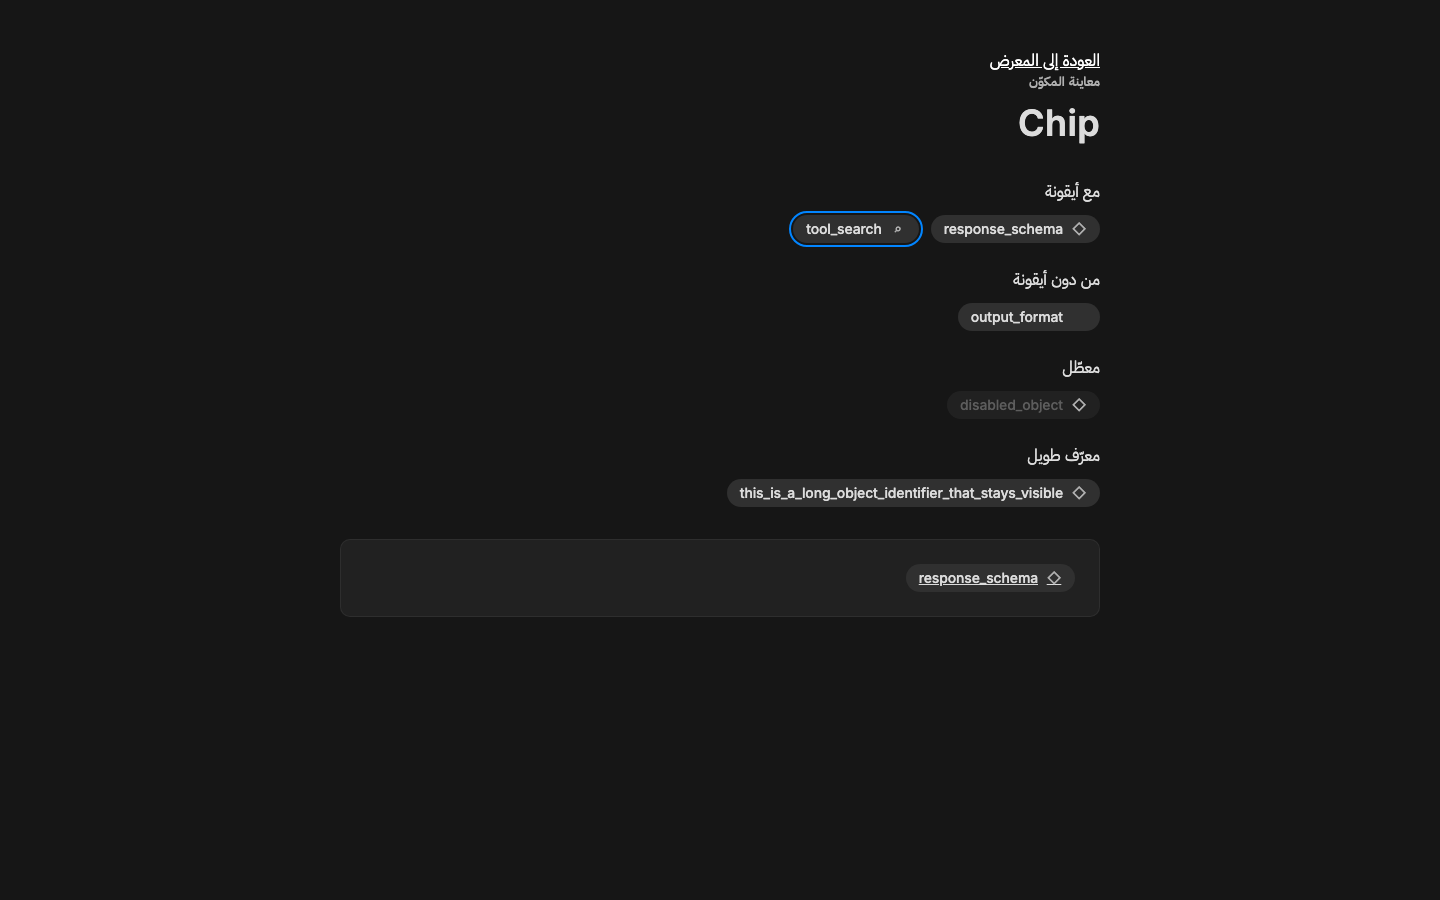 العودة إلى المعرض
معاينة المكوّن
Chip
مع أيقونة
response_schema
tool_search
من دون أيقونة
output_format
معطّل
disabled_object
معرّف طويل
this_is_a_long_object_identifier_that_stays_visible
response_schema